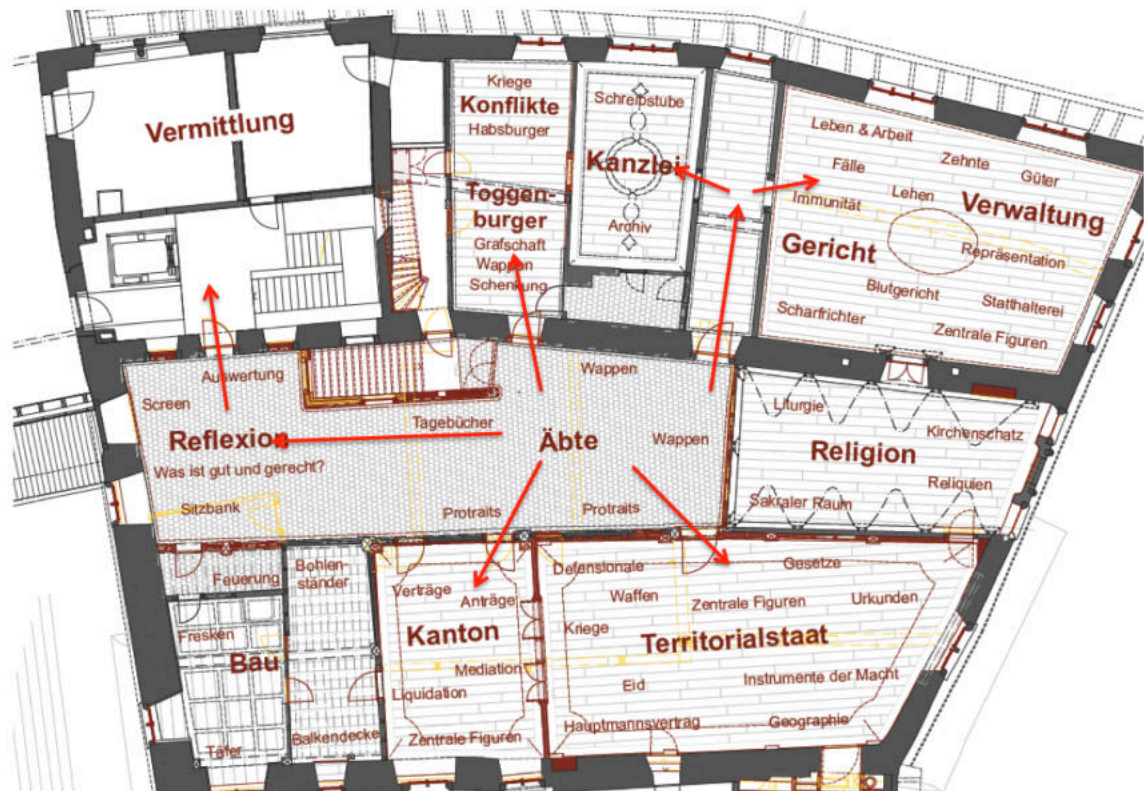 Vermittlung
Kriege
Konflikte
Habsburger
Toggen-
burger
Grafschaft
Wappen
Schenkung
Schreibstube
Kanzlei
Archiv
Leben & Arbeit
Zehnte
Güter
Fälle
Lehen
Immunität
Verwaltung
Gericht
Repräsentation
Blutgericht
Statthalterei
Scharfrichter
Zentrale Figuren
Auswertung
Screen
Reflexio
Was ist gut und gerecht?
Sitzbank
Tagebücher
Wappen
Äbte
Wappen
Protraits
Protraits
Liturgie
Kirchenschatz
Religion
Reliquien
Sakraler Raum
Feuerung
Bohlen-
ständer
Fresken
Bau
Täfer
Balkendecke
Verträge
Anträge
Kanton
Mediation
Liquidation
Zentrale Figuren
Defensionale
Gesetze
Waffen
Zentrale Figuren
Urkunden
Kriege
Territorialstaat
Eid
Instrumente der Macht
Hauptmannsvertrag
Geographie